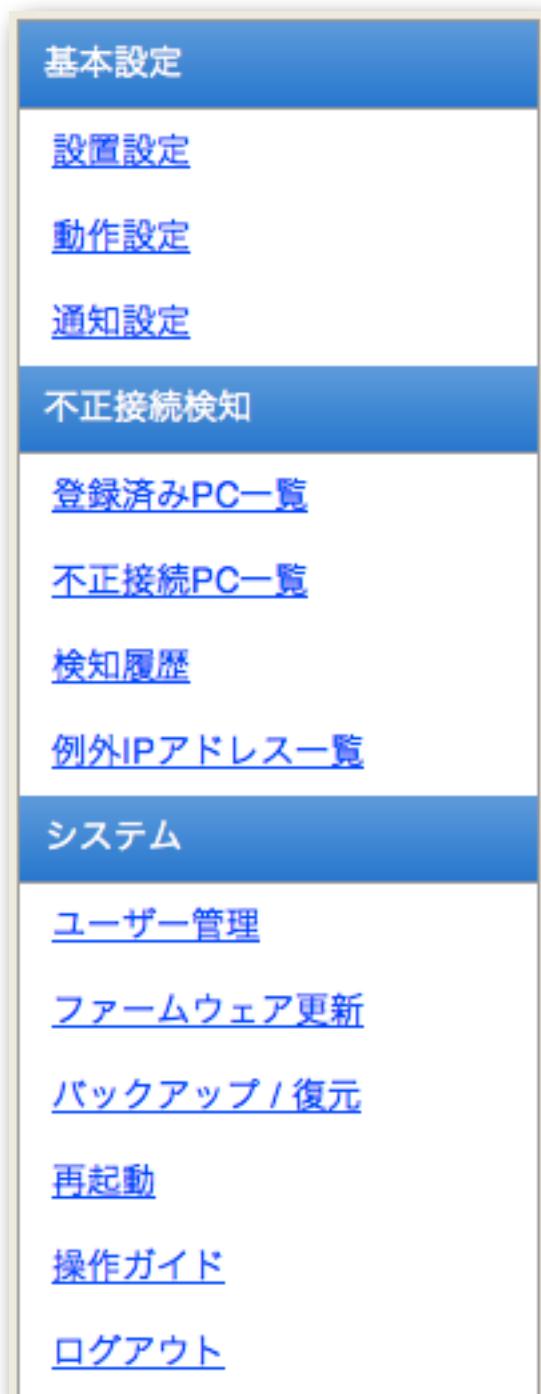 基本設定
設置設定
動作設定
通知設定
不正接続検知
登録済みPC一覧
不正接続PC一覧
検知履歴
例外IPアドレス一覧
システム
ユーザー管理
ファームウェア更新
バックアップ / 復元
再起動
操作ガイド
ログアウト